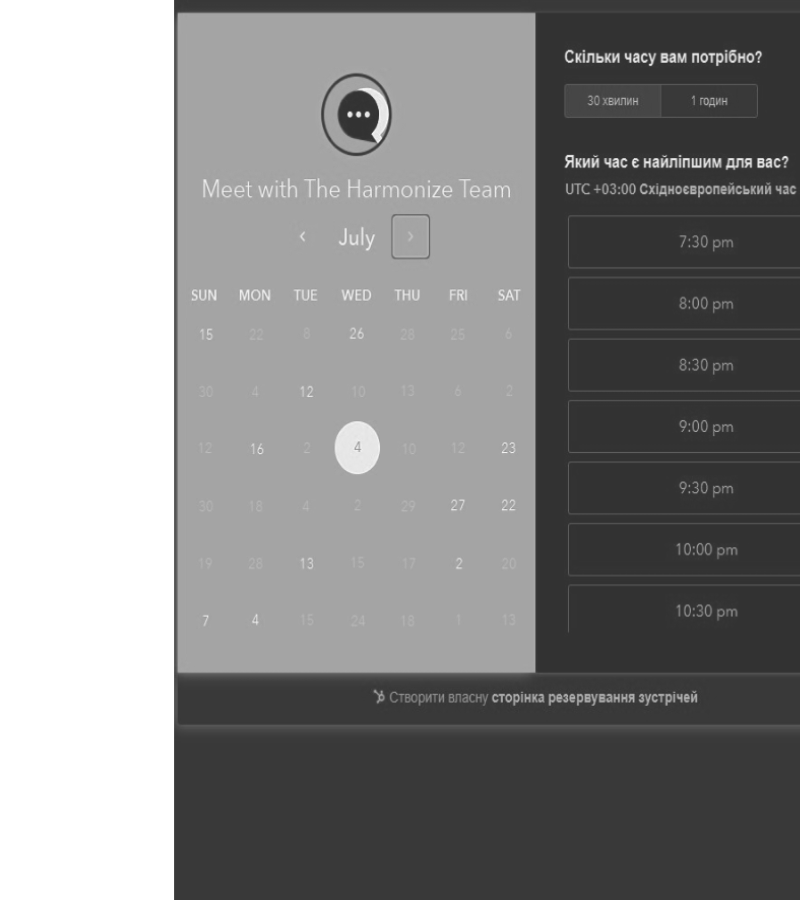 Meet with The Harmonize Team
July
SUN MON TUE WED THU FRI SAT
15 22 8 26 28 25 6
30 4 12 10 13 6 2
12 16 2 4 10 12 23
30 18 4 2 29 27 22
19 28 13 15 17 2 20
7 4 15 24 18 1 13
Скільки часу вам потрібно?
30 хвилин 1 годин
Який час є найліпшим для вас?
UTC +03:00 Східноєвропейський час
7:30 pm
8:00 pm
8:30 pm
9:00 pm
9:30 pm
10:00 pm
10:30 pm
Створити власну сторінка резервування зустрічей